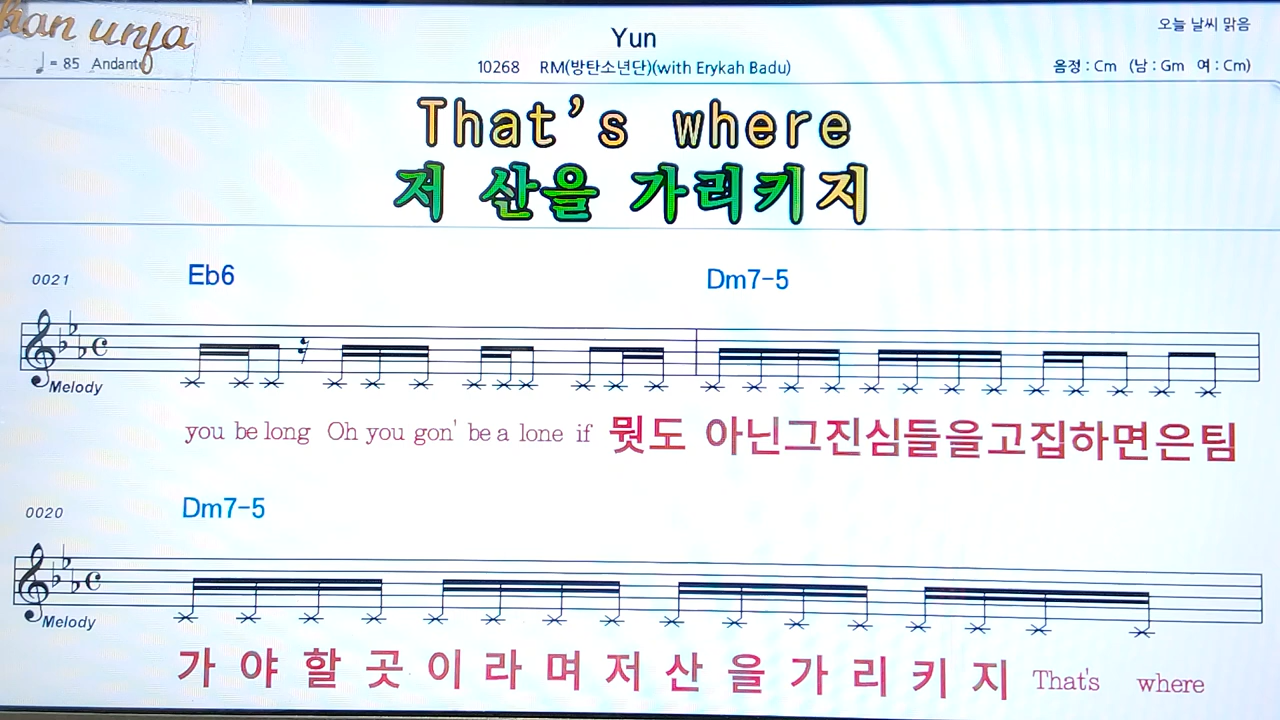 han unja
♩ = 85 Andante
Yun
오늘 날씨 맑음
10268 RM(방탄소년단)(with Erykah Badu)
음정 : Cm (남 : Gm 여 : Cm)
That's where
저 산을 가리키지
0021
Eb6 Dm7-5
Melody
you be long Oh you gon' be a lone if 뭣도 아닌그진심들을고집하면은팀
0020
Dm7-5
Melody
가 야 할 곳 이 라 며 저 산 을 가 리 키 지 That's where